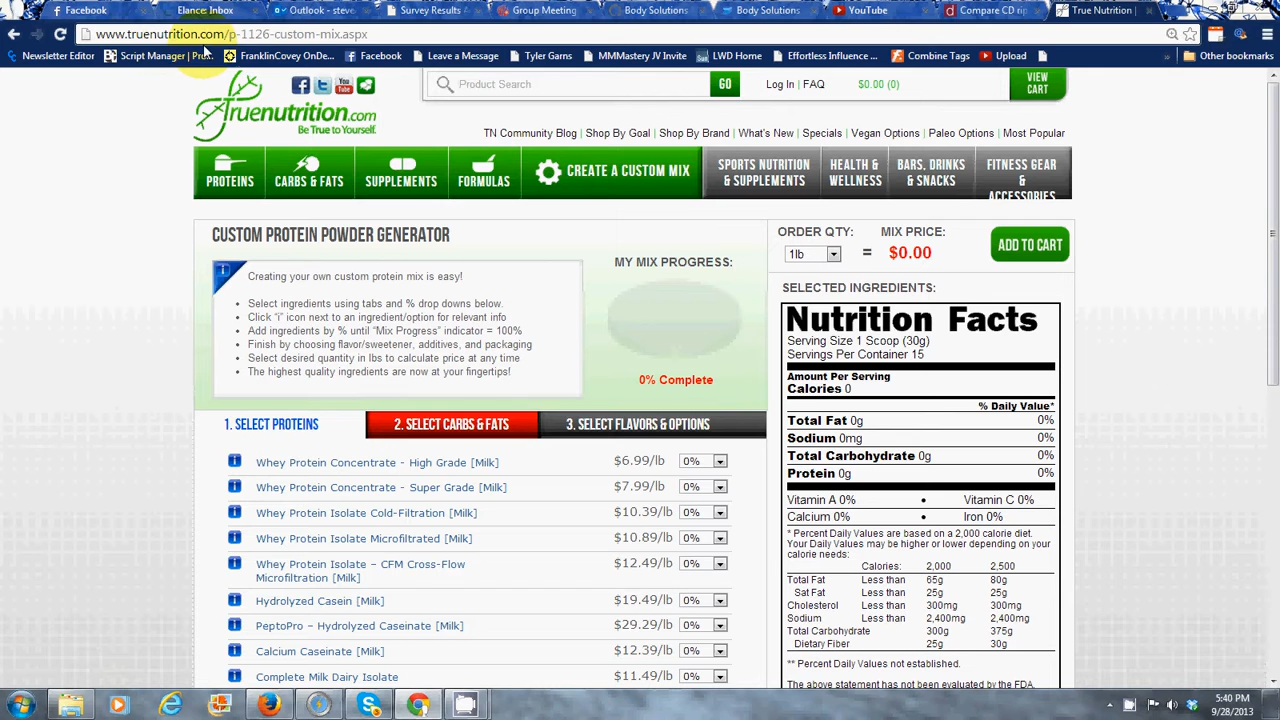 Facebook Elance: Inbox Outlook - steve Survey Results Group Meeting Body Solutions Body Solutions YouTube Compare CD rip True Nutrition |
www.truenutrition.com/p-1126-custom-mix.aspx
Newsletter Editor Script Manager | Pro... FranklinCovey OnDe... Facebook Leave a Message Tyler Garns MMMastery JV Invite LWD Home Effortless Influence ... Combine Tags Upload Other bookmarks
Truenutrition.com
Be True to Yourself.
Product Search GO Log In | FAQ $0.00 (0) VIEW CART
TN Community Blog | Shop By Goal | Shop By Brand | What's New | Specials | Vegan Options | Paleo Options | Most Popular
PROTEINS CARBS & FATS SUPPLEMENTS FORMULAS CREATE A CUSTOM MIX SPORTS NUTRITION & SUPPLEMENTS HEALTH & WELLNESS BARS, DRINKS & SNACKS FITNESS GEAR & ACCESSORIES
CUSTOM PROTEIN POWDER GENERATOR
Creating your own custom protein mix is easy!
• Select ingredients using tabs and % drop downs below.
• Click "i" icon next to an ingredient/option for relevant info
• Add ingredients by % until "Mix Progress" indicator = 100%
• Finish by choosing flavor/sweetener, additives, and packaging
• Select desired quantity in lbs to calculate price at any time
• The highest quality ingredients are now at your fingertips!
MY MIX PROGRESS:
0% Complete
ORDER QTY: MIX PRICE:
1lb = $0.00 ADD TO CART
1. SELECT PROTEINS 2. SELECT CARBS & FATS 3. SELECT FLAVORS & OPTIONS
Whey Protein Concentrate - High Grade [Milk] $6.99/lb 0%
Whey Protein Concentrate - Super Grade [Milk] $7.99/lb 0%
Whey Protein Isolate Cold-Filtration [Milk] $10.39/lb 0%
Whey Protein Isolate Microfiltrated [Milk] $10.89/lb 0%
Whey Protein Isolate – CFM Cross-Flow $12.49/lb 0%
Microfiltration [Milk]
Hydrolyzed Casein [Milk] $19.49/lb 0%
PeptoPro – Hydrolyzed Caseinate [Milk] $29.29/lb 0%
Calcium Caseinate [Milk] $12.39/lb 0%
Complete Milk Dairy Isolate $11.49/lb 0%
SELECTED INGREDIENTS:
Nutrition Facts
Serving Size 1 Scoop (30g)
Servings Per Container 15
Amount Per Serving
Calories 0
% Daily Value*
Total Fat 0g 0%
Sodium 0mg 0%
Total Carbohydrate 0g 0%
Protein 0g 0%
Vitamin A 0% • Vitamin C 0%
Calcium 0% • Iron 0%
* Percent Daily Values are based on a 2,000 calorie diet.
Your Daily Values may be higher or lower depending on your
calorie needs:
Calories: 2,000 2,500
Total Fat Less than 65g 80g
Sat Fat Less than 25g 25g
Cholesterol Less than 300mg 300mg
Sodium Less than 2,400mg 2,400mg
Total Carbohydrate 300g 375g
Dietary Fiber 25g 30g
** Percent Daily Values not established.
The above statement has not been evaluated by the FDA.
5:40 PM
9/28/2013